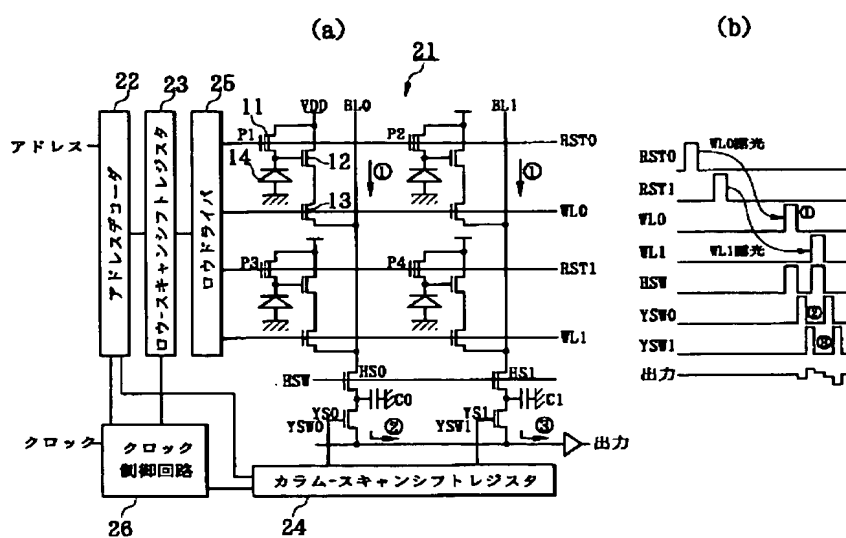 (a)
(b)
21
22
23
25
VDD
BL0
BL1
アドレス
アドレスデコーダ
ロウ-スキャンシフトレジスタ
ロウドライバ
11
P1
P2
RST0
14
12
①
①
13
WL0
P3
P4
RST1
WL1
HSW
HS0
HS1
C0
C1
YS0
YS1
YSW0
YSW1
②
③
出力
クロック
クロック
制御回路
26
カラム-スキャンシフトレジスタ
24
RST0
WL0露光
RST1
WL0
①
WL1
WL1露光
HSW
YSW0
②
YSW1
③
出力